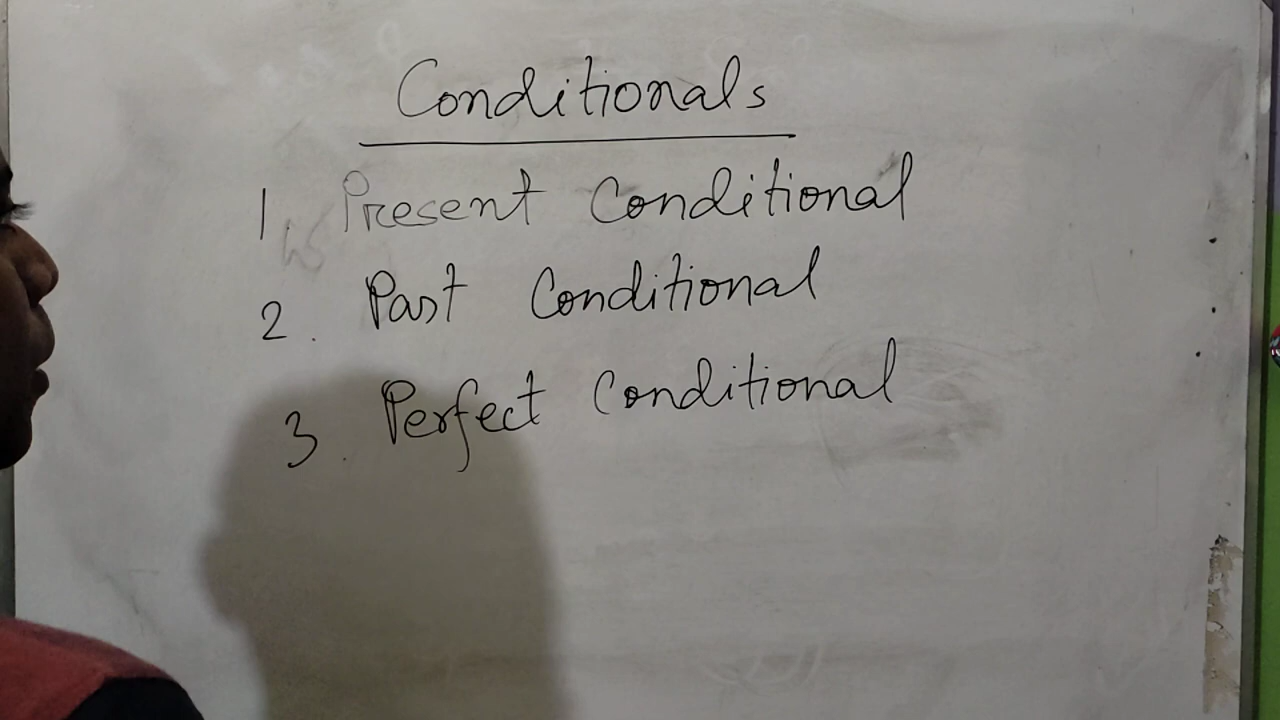 Conditionals
1. Present Conditional
2. Past Conditional
3. Perfect Conditional